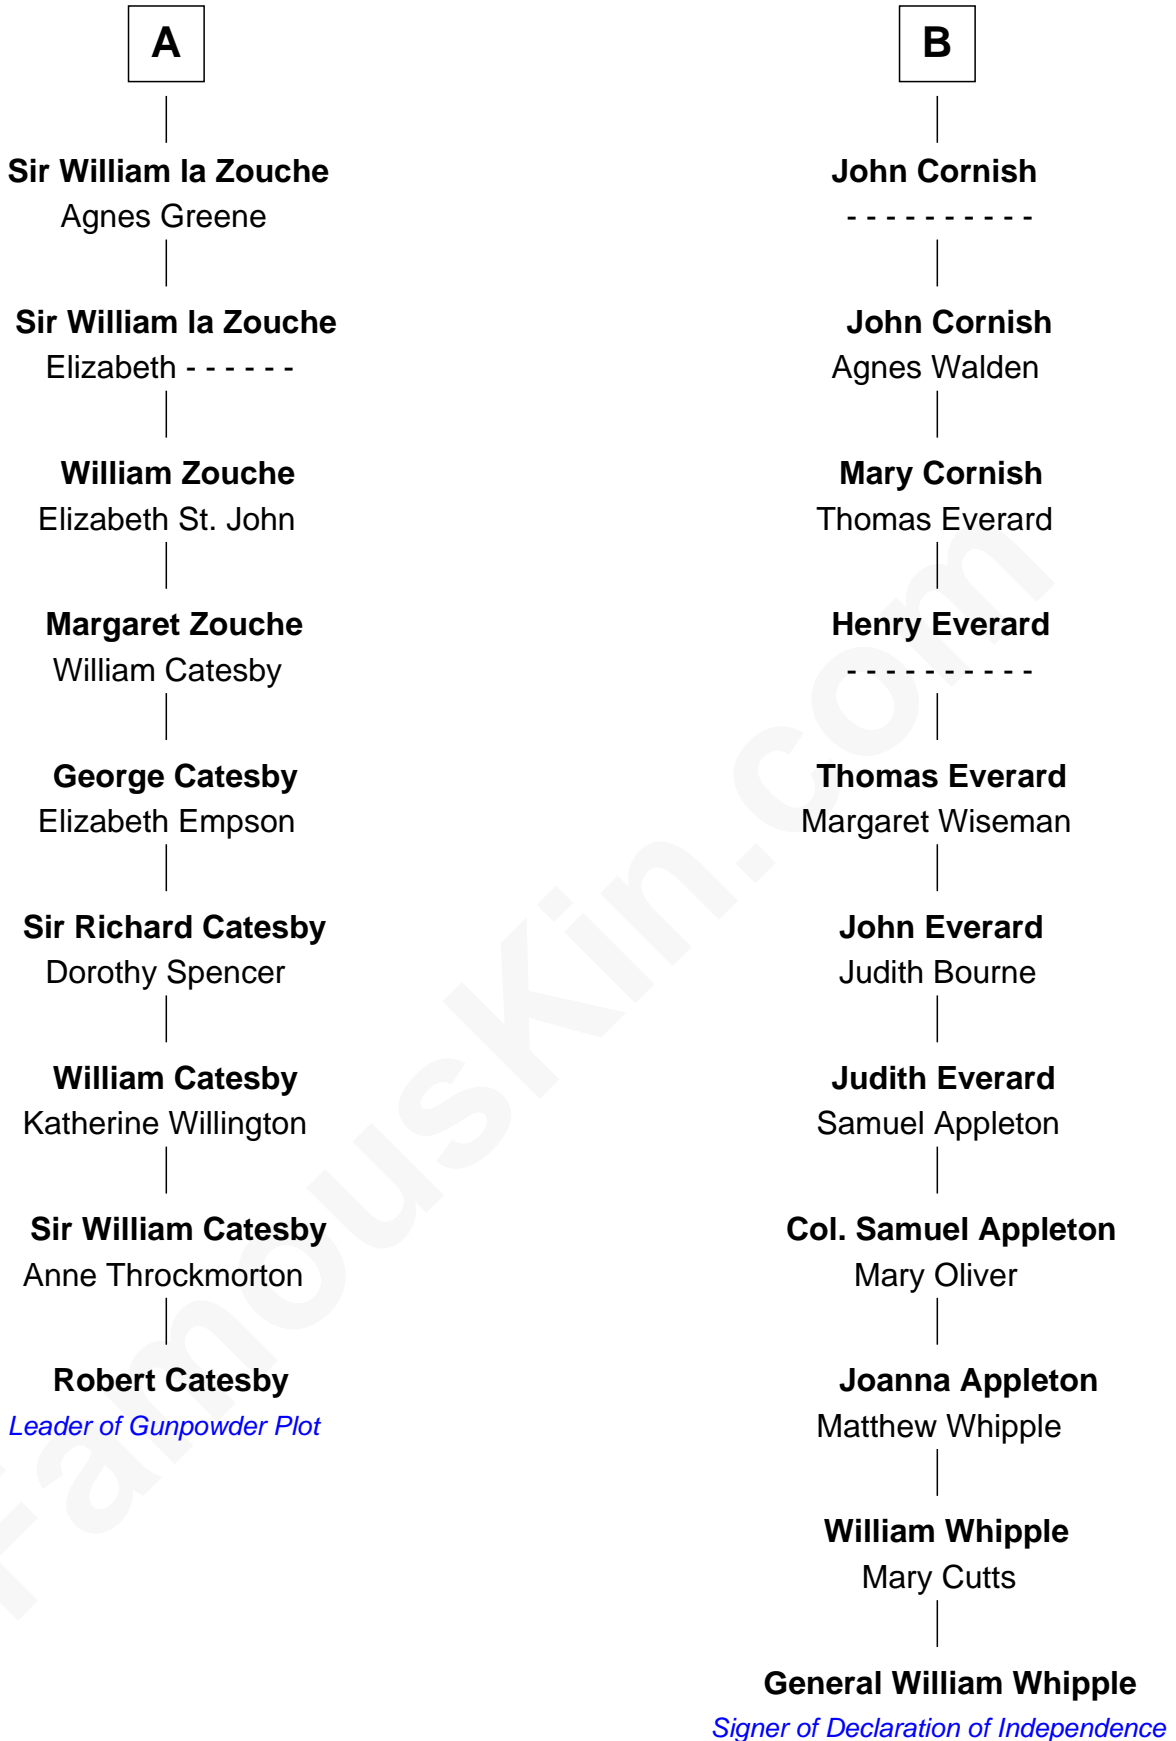 A
Sir William la Zouche
Agnes Greene
Sir William la Zouche
Elizabeth - - - - - -
William Zouche
Elizabeth St. John
Margaret Zouche
William Catesby
George Catesby
Elizabeth Empson
Sir Richard Catesby
Dorothy Spencer
William Catesby
Katherine Willington
Sir William Catesby
Anne Throckmorton
Robert Catesby
Leader of Gunpowder Plot
B
John Cornish
- - - - - - - - - -
John Cornish
Agnes Walden
Mary Cornish
Thomas Everard
Henry Everard
- - - - - - - - - -
Thomas Everard
Margaret Wiseman
John Everard
Judith Bourne
Judith Everard
Samuel Appleton
Col. Samuel Appleton
Mary Oliver
Joanna Appleton
Matthew Whipple
William Whipple
Mary Cutts
General William Whipple
Signer of Declaration of Independence
FamousKin.com